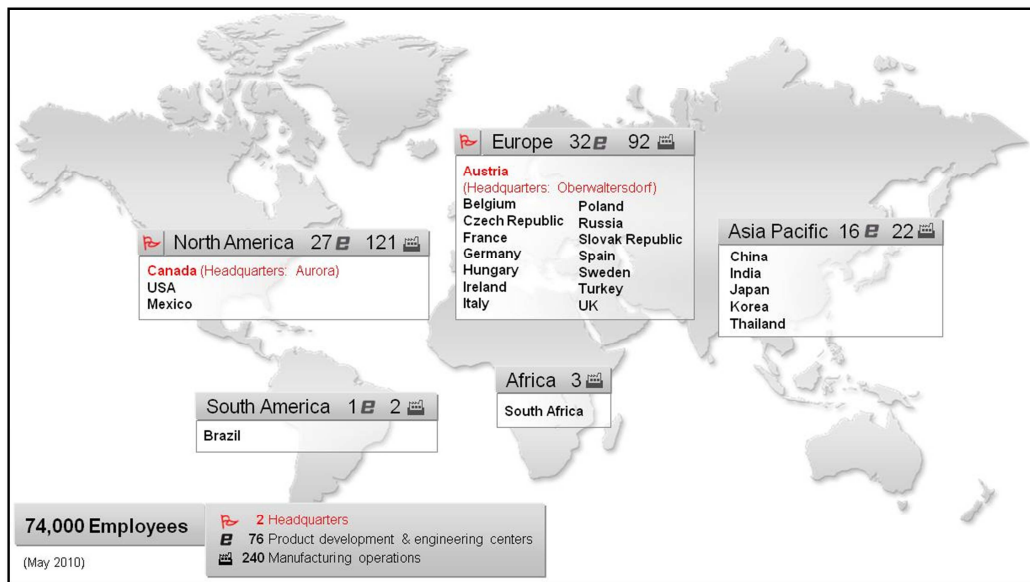 Europe 32 e 92
Austria
(Headquarters: Oberwaltersdorf)
Belgium
Czech Republic
France
Germany
Hungary
Ireland
Italy
Poland
Russia
Slovak Republic
Spain
Sweden
Turkey
UK
North America 27 e 121
Canada (Headquarters: Aurora)
USA
Mexico
Asia Pacific 16 e 22
China
India
Japan
Korea
Thailand
South America 1 e 2
Brazil
Africa 3
South Africa
74,000 Employees
(May 2010)
2 Headquarters
e 76 Product development & engineering centers
240 Manufacturing operations